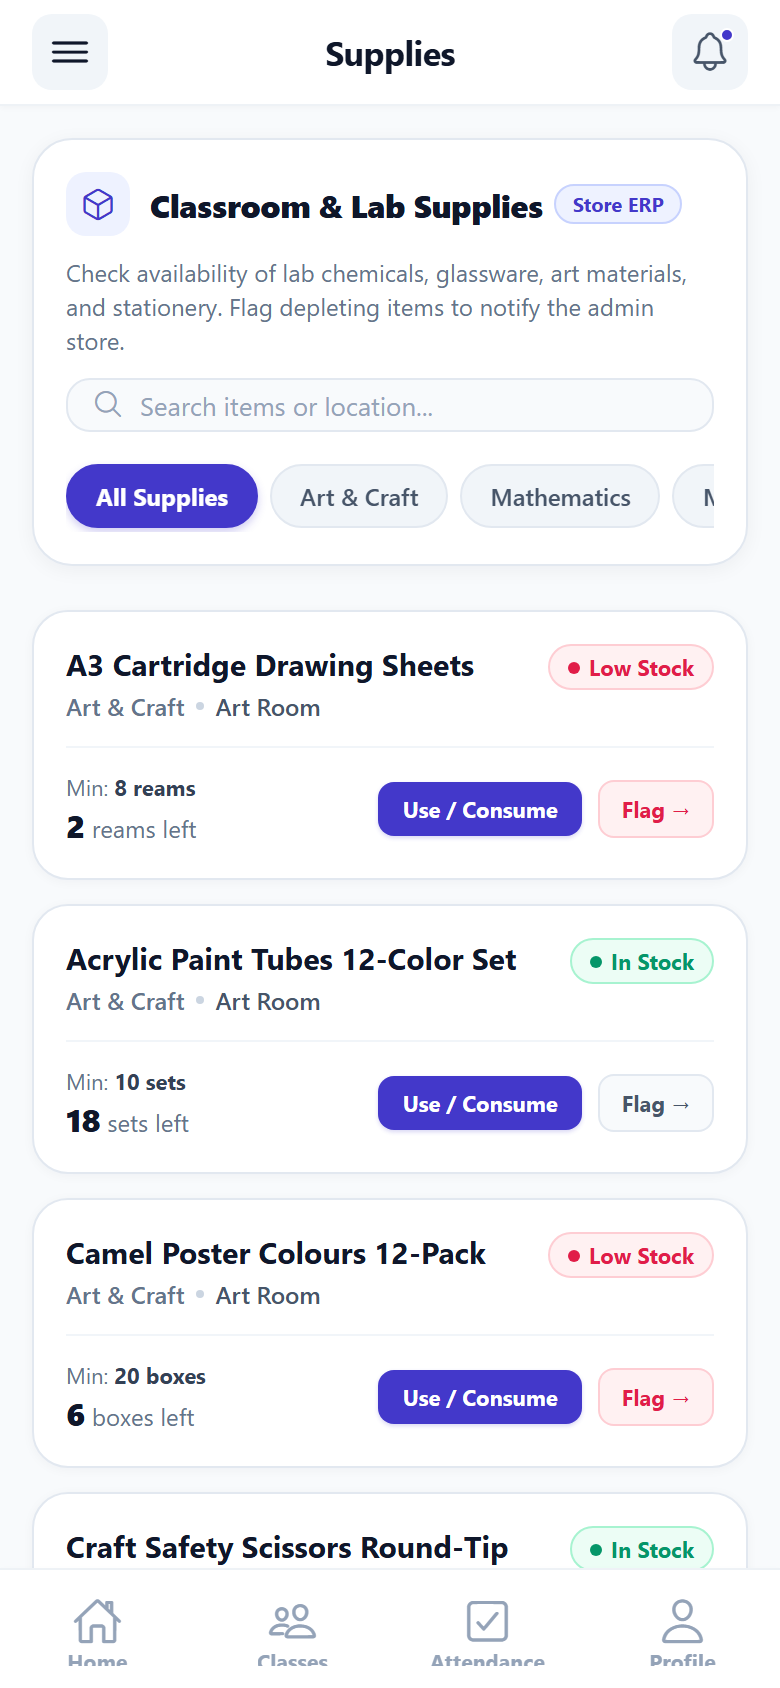 Supplies
Classroom & Lab Supplies
Store ERP
Check availability of lab chemicals, glassware, art materials,
and stationery. Flag depleting items to notify the admin
store.
Search items or location...
All Supplies
Art & Craft
Mathematics
A3 Cartridge Drawing Sheets
Low Stock
Art & Craft • Art Room
Min: 8 reams
2 reams left
Use / Consume
Flag →
Acrylic Paint Tubes 12-Color Set
In Stock
Art & Craft • Art Room
Min: 10 sets
18 sets left
Use / Consume
Flag →
Camel Poster Colours 12-Pack
Low Stock
Art & Craft • Art Room
Min: 20 boxes
6 boxes left
Use / Consume
Flag →
Craft Safety Scissors Round-Tip
In Stock
Home
Classes
Attendance
Profile